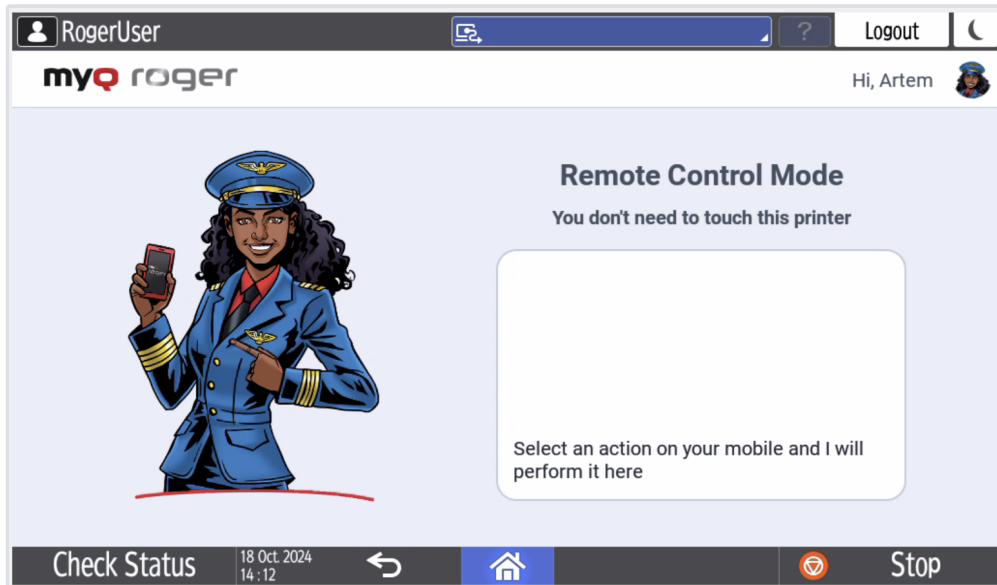 RogerUser
?
Logout
myQ roger
Hi, Artem
Remote Control Mode
You don't need to touch this printer
Select an action on your mobile and I will
perform it here
Check Status
18 Oct. 2024
14:12
Stop